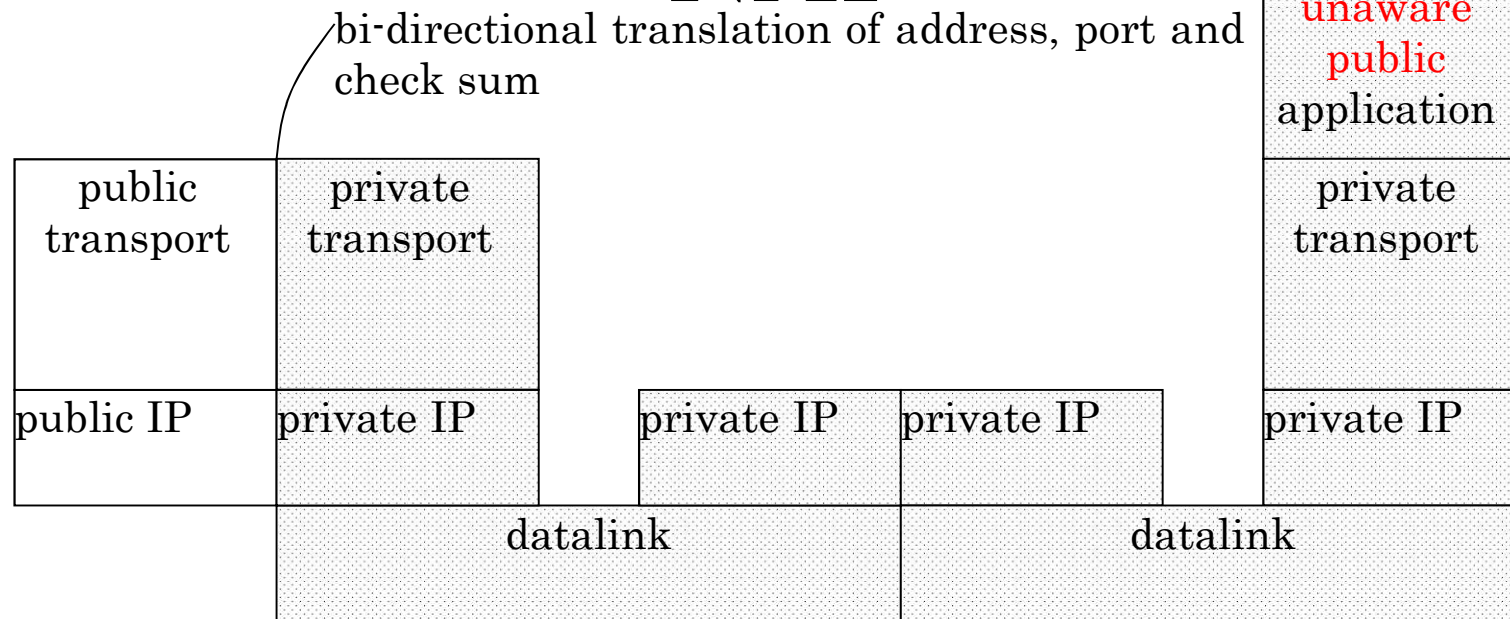 bi-directional translation of address, port and
check sum
unaware
public
application
public
transport
private
transport
private
transport
public IP
private IP
private IP
private IP
private IP
datalink
datalink